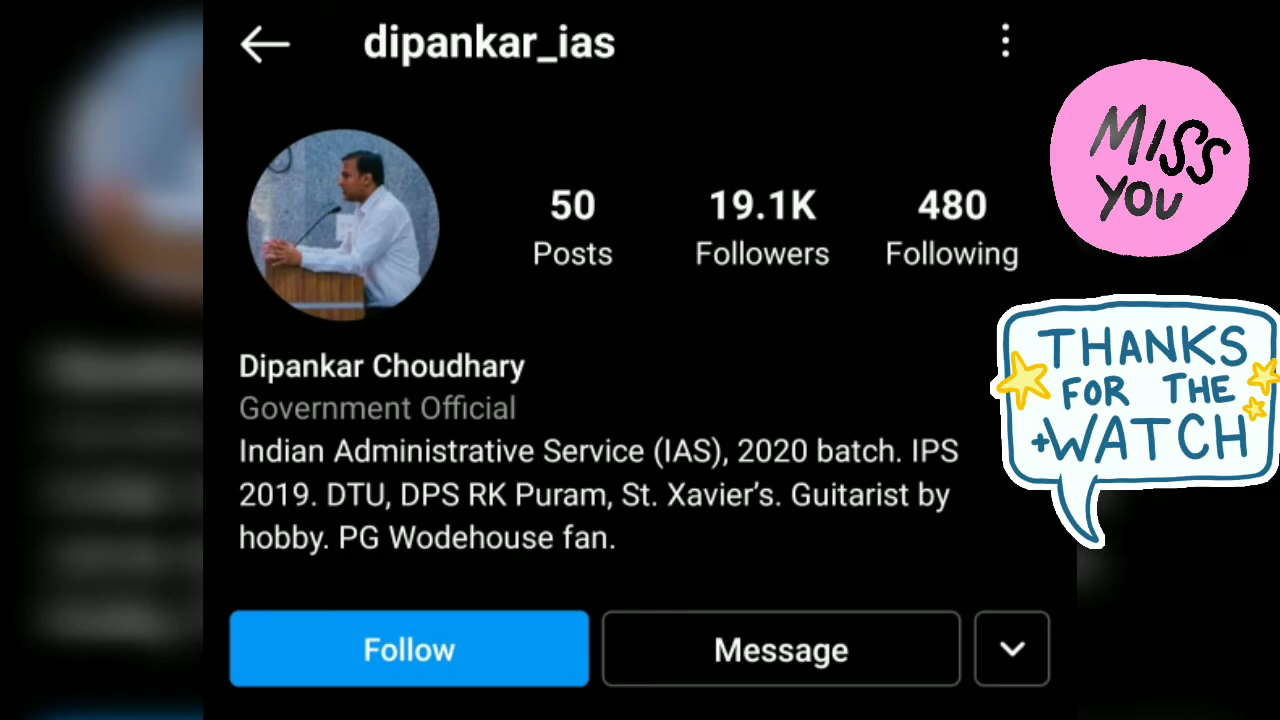 dipankar_ias
50
Posts
19.1K
Followers
480
Following
Dipankar Choudhary
Government Official
Indian Administrative Service (IAS), 2020 batch. IPS
2019. DTU, DPS RK Puram, St. Xavier’s. Guitarist by
hobby. PG Wodehouse fan.
Follow
Message
MISS
YOU
THANKS
FOR THE
WATCH